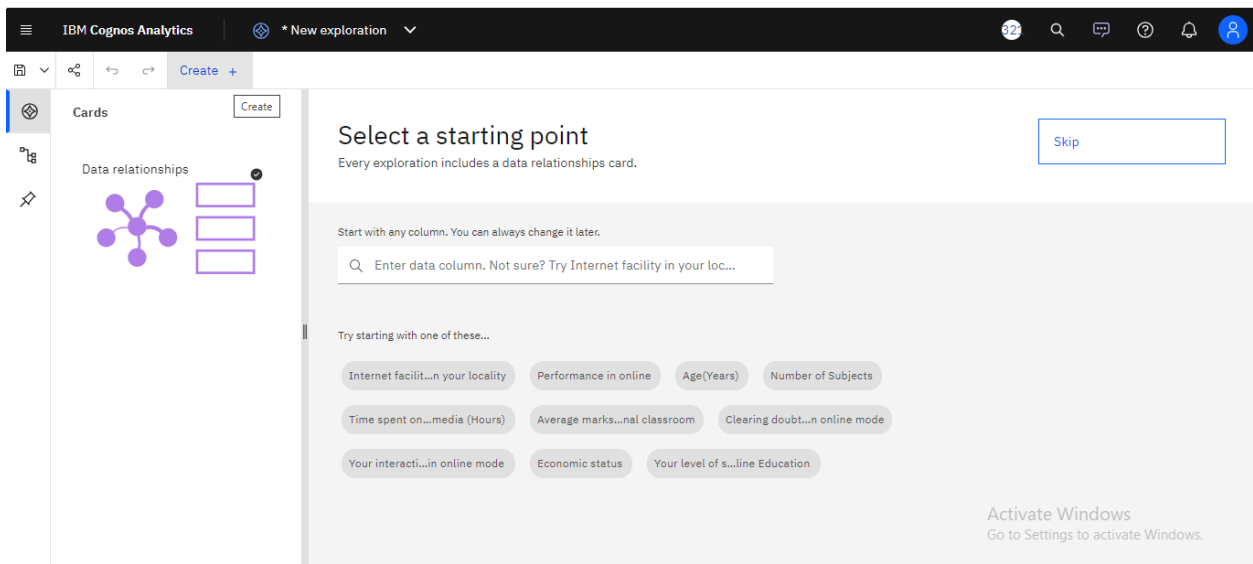 IBM Cognos Analytics
* New exploration
Create +
Cards
Create
Data relationships
Select a starting point
Every exploration includes a data relationships card.
Skip
Start with any column. You can always change it later.
Enter data column. Not sure? Try Internet facility in your loc...
Try starting with one of these...
Internet facilit...n your locality Performance in online Age(Years) Number of Subjects
Time spent on...media (Hours) Average marks...nal classroom Clearing doubt...n online mode
Your interacti...in online mode Economic status Your level of s...line Education
Activate Windows
Go to Settings to activate Windows.